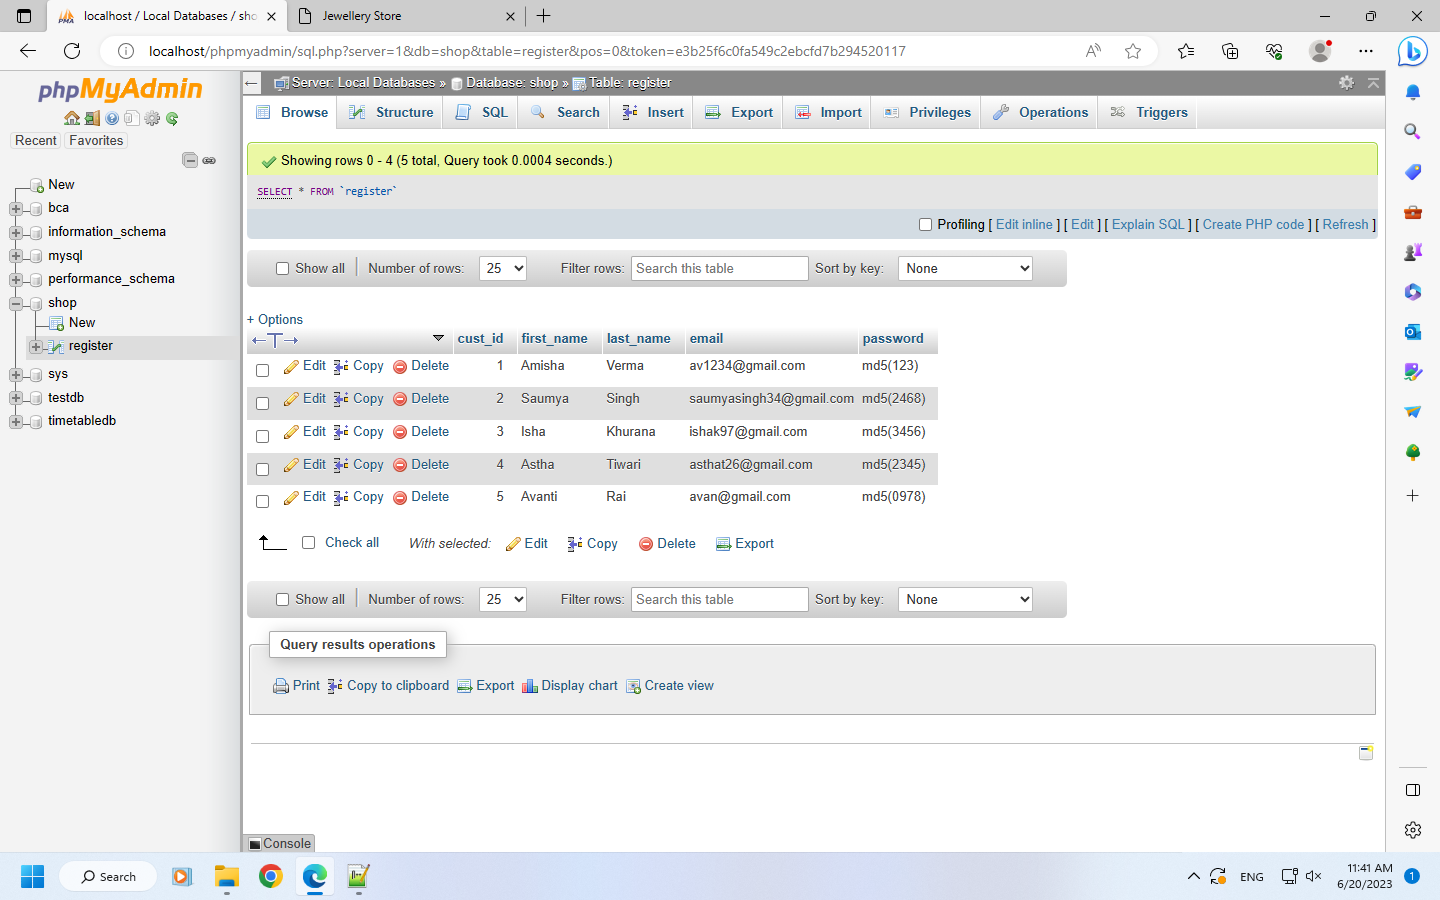 localhost / Local Databases / sho
Jewellery Store
localhost/phpmyadmin/sql.php?server=1&db=shop&table=register&pos=0&token=e3b25f6c0fa549c2ebcfd7b294520117
phpMyAdmin
Recent Favorites
New
bca
information_schema
mysql
performance_schema
shop
New
register
sys
testdb
timetabledb
Server: Local Databases » Database: shop » Table: register
Browse Structure SQL Search Insert Export Import Privileges Operations Triggers
Showing rows 0 - 4 (5 total, Query took 0.0004 seconds.)
SELECT * FROM `register`
Profiling [ Edit inline ] [ Edit ] [ Explain SQL ] [ Create PHP code ] [ Refresh ]
Show all Number of rows: 25 Filter rows: Search this table Sort by key: None
+ Options
←T→ cust_id first_name last_name email password
Edit Copy Delete 1 Amisha Verma av1234@gmail.com md5(123)
Edit Copy Delete 2 Saumya Singh saumyasingh34@gmail.com md5(2468)
Edit Copy Delete 3 Isha Khurana ishak97@gmail.com md5(3456)
Edit Copy Delete 4 Astha Tiwari asthat26@gmail.com md5(2345)
Edit Copy Delete 5 Avanti Rai avan@gmail.com md5(0978)
Check all With selected: Edit Copy Delete Export
Show all Number of rows: 25 Filter rows: Search this table Sort by key: None
Query results operations
Print Copy to clipboard Export Display chart Create view
Console
Search
ENG
11:41 AM
6/20/2023
1